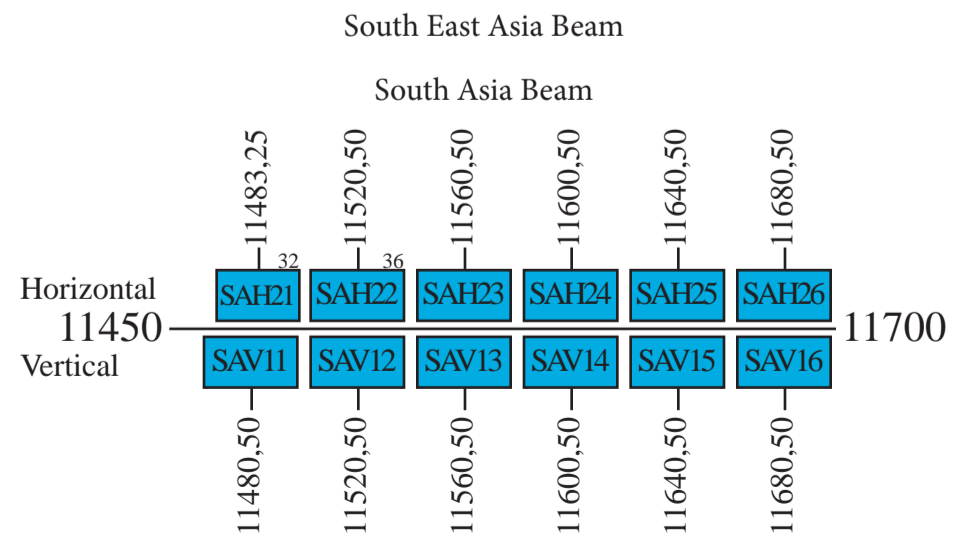 South East Asia Beam
South Asia Beam
11483,25 11520,50 11560,50 11600,50 11640,50 11680,50
32 36
Horizontal SAH21 SAH22 SAH23 SAH24 SAH25 SAH26
11450 11700
Vertical SAV11 SAV12 SAV13 SAV14 SAV15 SAV16
11480,50 11520,50 11560,50 11600,50 11640,50 11680,50